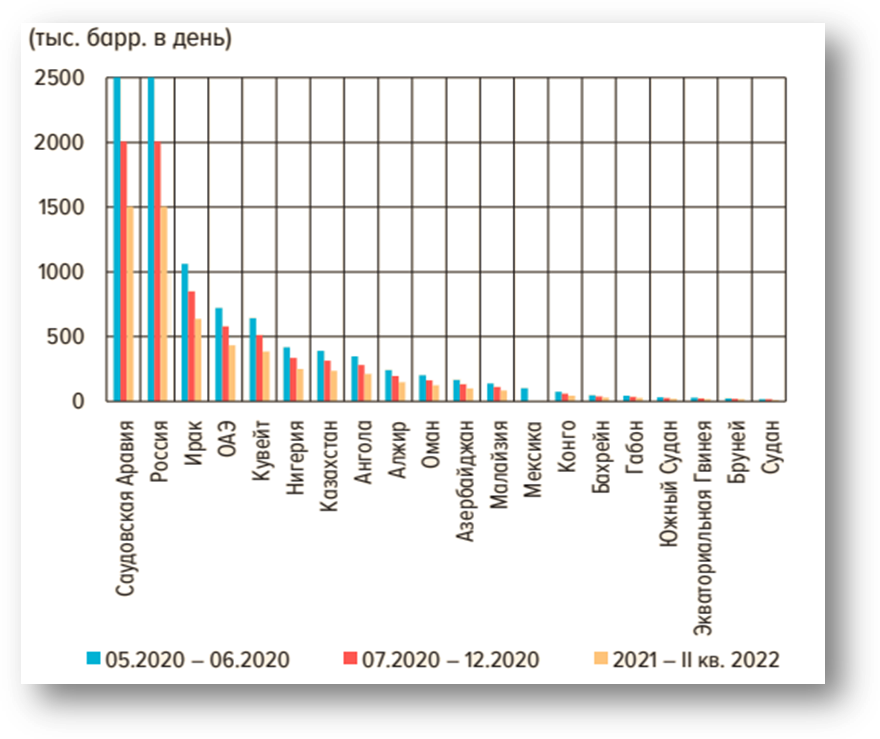 (тыс. барр. в день)
2500
2000
1500
1000
500
0
Саудовская Аравия
Россия
Ирак
ОАЭ
Кувейт
Нигерия
Казахстан
Ангола
Алжир
Оман
Азербайджан
Малайзия
Мексика
Конго
Бахрейн
Габон
Южный Судан
Экваториальная Гвинея
Бруней
Судан
05.2020 – 06.2020 07.2020 – 12.2020 2021 – II кв. 2022